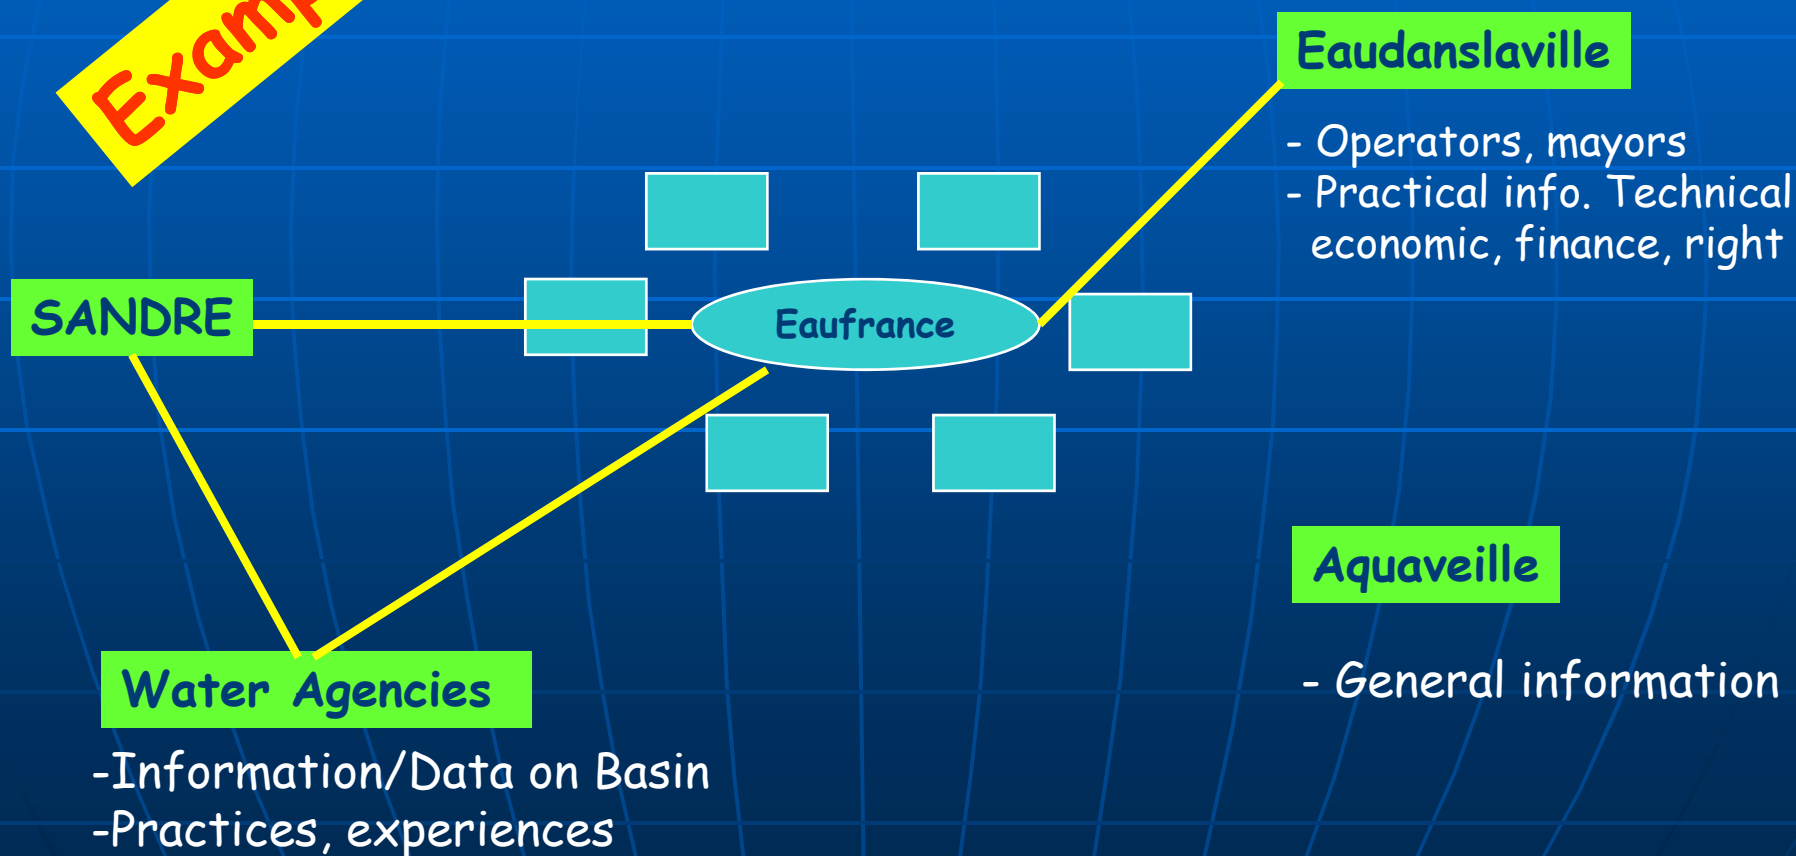 Eaudanslaville
- Operators, mayors
- Practical info. Technical
economic, finance, right
SANDRE
Eaufrance
Aquaveille
- General information
Water Agencies
-Information/Data on Basin
-Practices, experiences